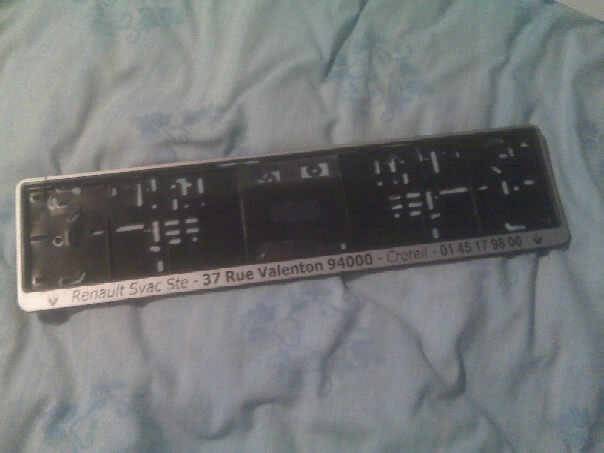 Renault Svac Ste - 37 Rue Valenton 94000 - Creteil - 01 45 17 98 00